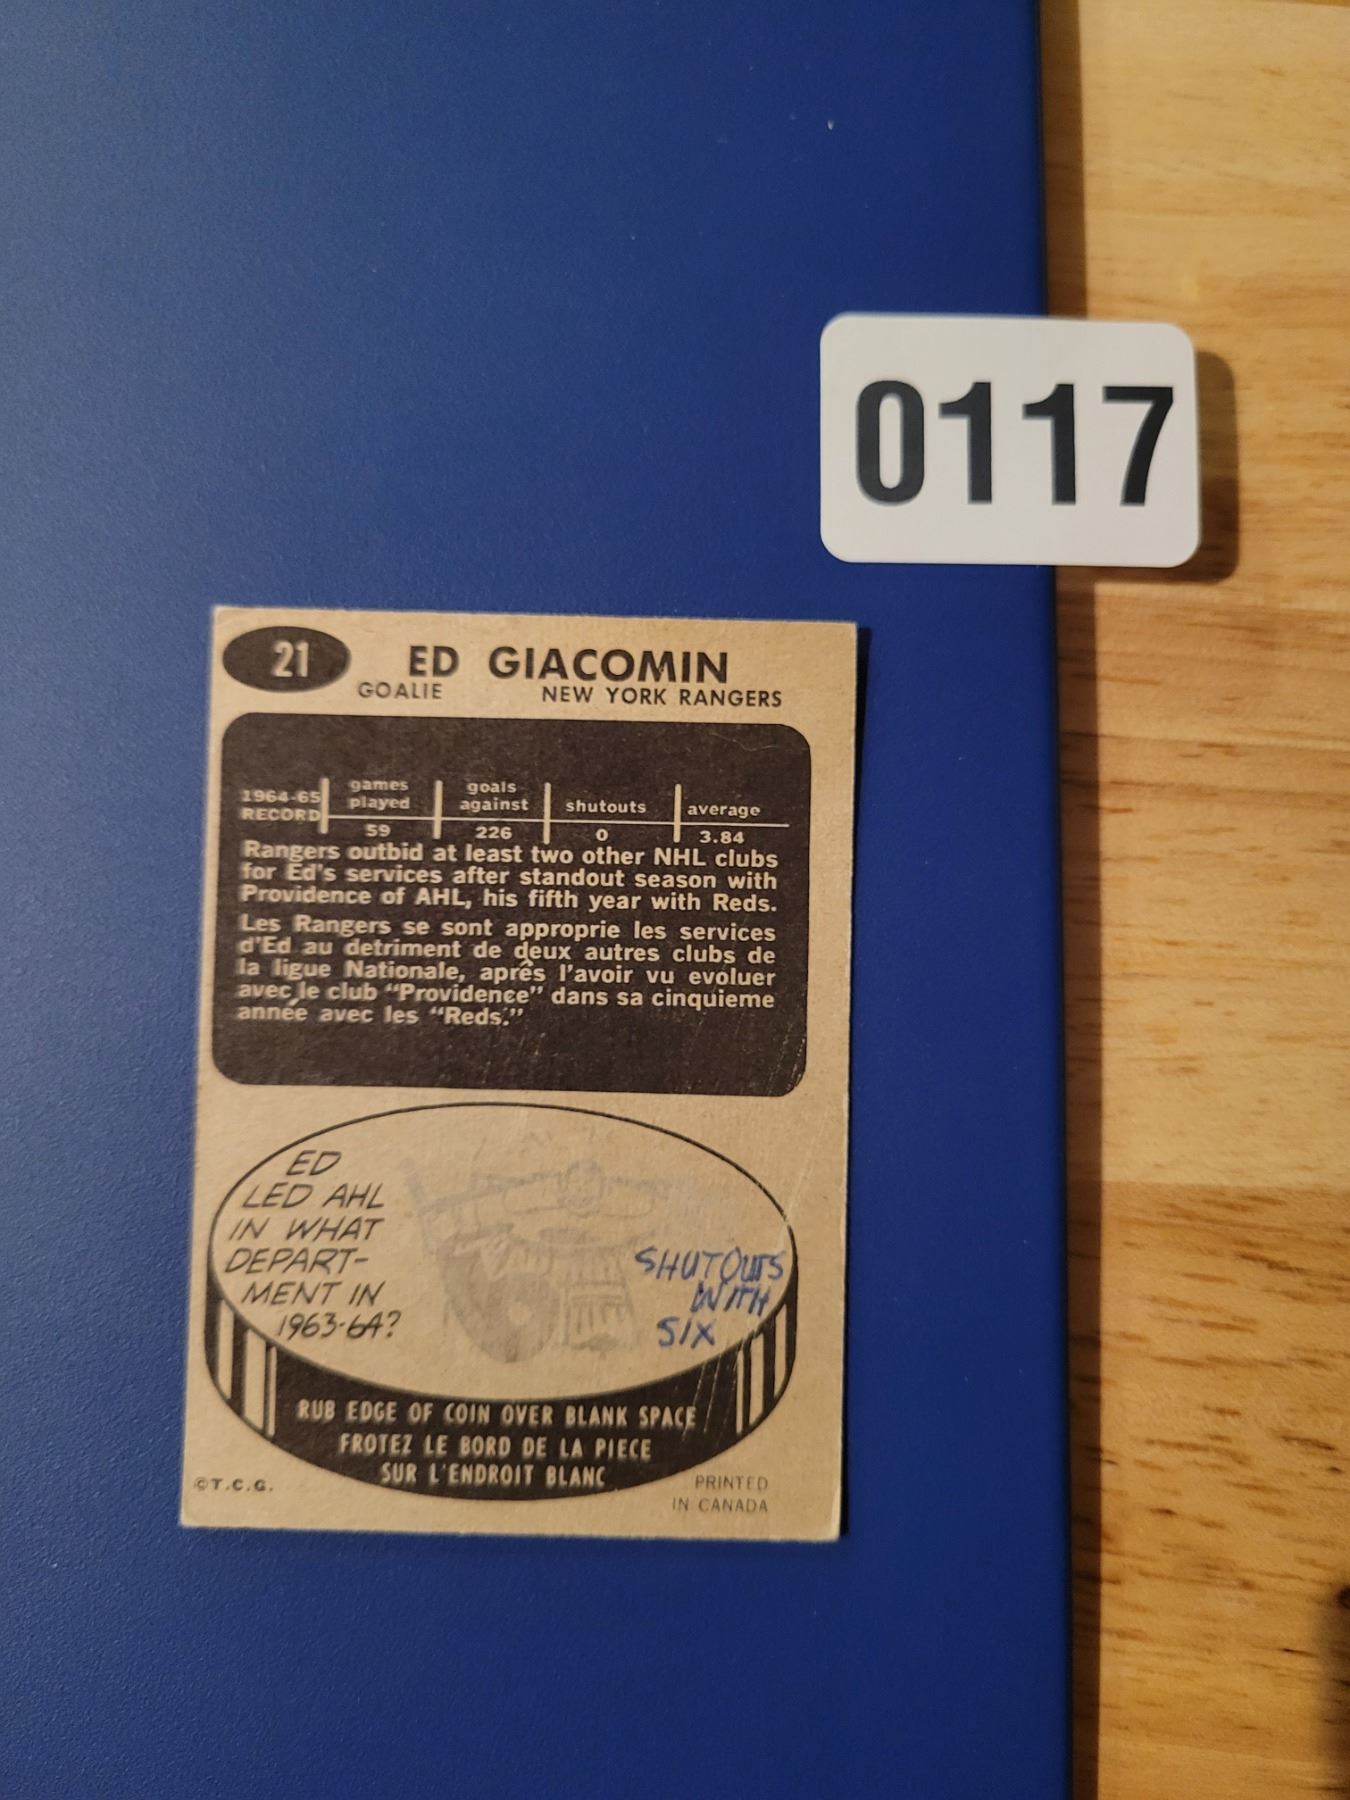 0117
21 ED GIACOMIN
GOALIE NEW YORK RANGERS
1964-65 RECORD games played goals against shutouts average
59 226 0 3.84
Rangers outbid at least two other NHL clubs
for Ed's services after standout season with
Providence of AHL, his fifth year with Reds.
Les Rangers se sont approprie les services
d'Ed au detriment de deux autres clubs de
la ligue Nationale, après l'avoir vu evoluer
avec le club "Providence" dans sa cinquieme
année avec les "Reds."
ED
LED AHL
IN WHAT
DEPART-
MENT IN
1963-64?
SHUTOUTS
WITH
SIX
RUB EDGE OF COIN OVER BLANK SPACE
FROTEZ LE BORD DE LA PIECE
SUR L'ENDROIT BLANC
©T.C.G.
PRINTED
IN CANADA